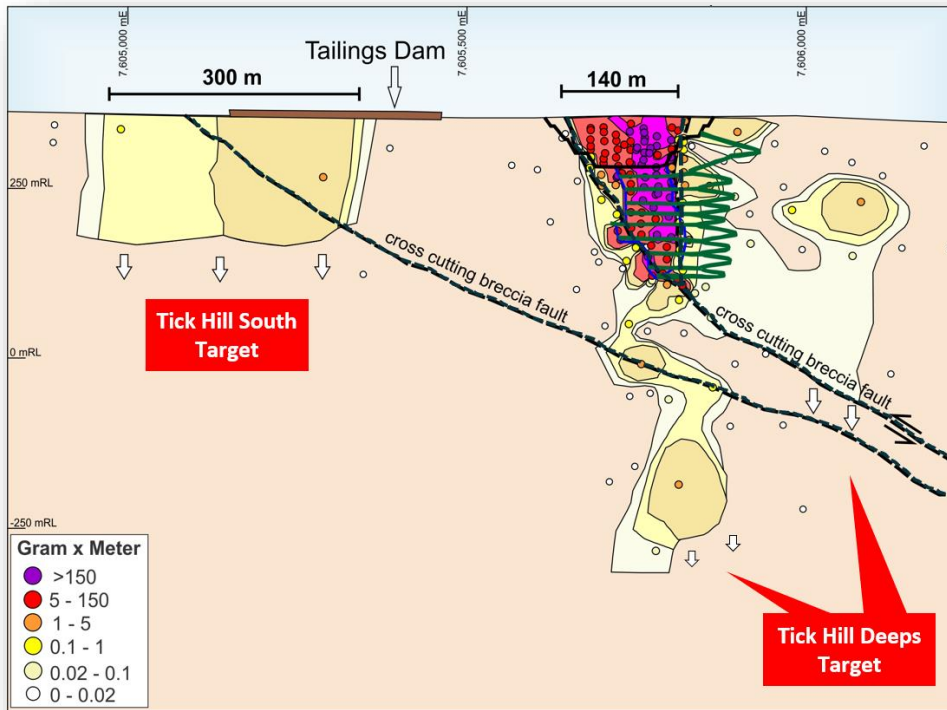 7,605,000 mE
7,605,500 mE
7,606,000 mE
Tailings Dam
300 m
140 m
250 mRL
cross cutting breccia fault
cross cutting breccia fault
Tick Hill South
Target
0 mRL
-250 mRL
Gram x Meter
>150
5 - 150
1 - 5
0.1 - 1
0.02 - 0.1
0 - 0.02
Tick Hill Deeps
Target